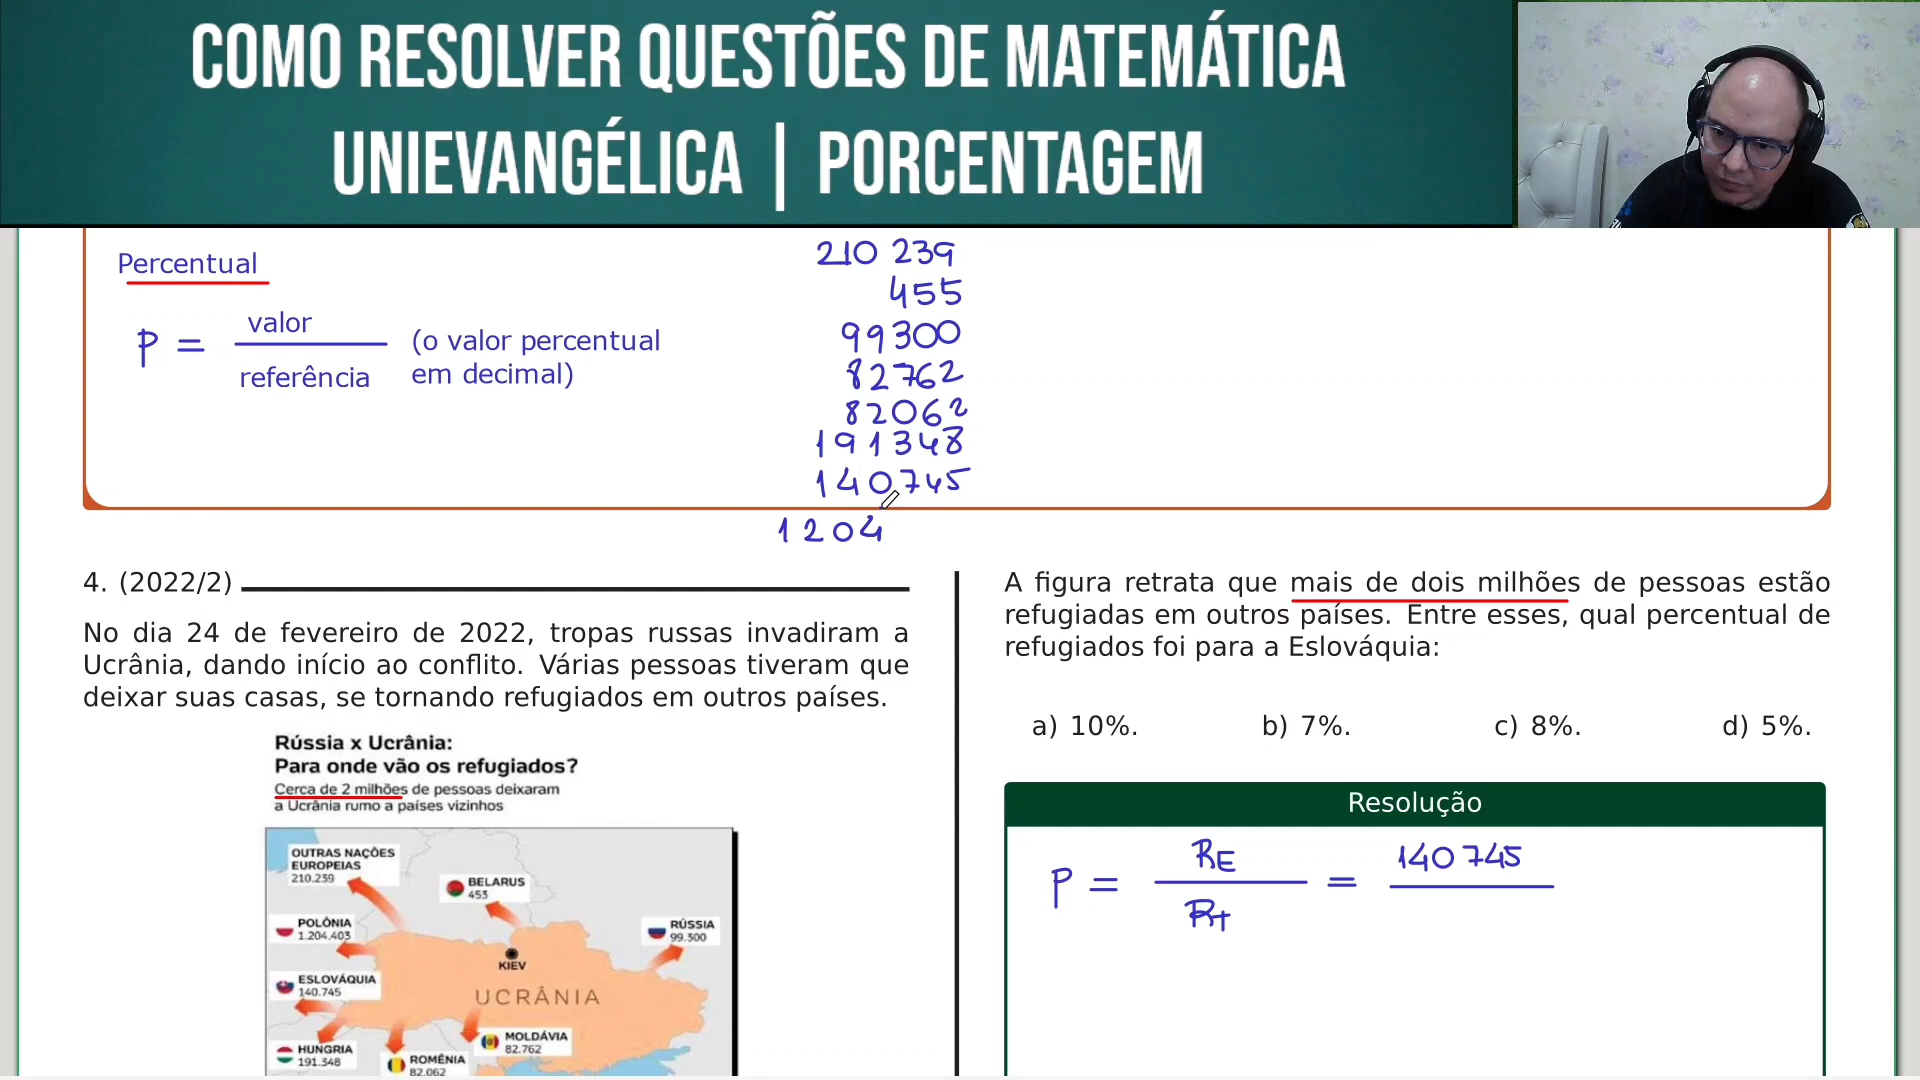 COMO RESOLVER QUESTÕES DE MATEMÁTICA
UNIEVANGÉLICA | PORCENTAGEM
Percentual
P = valor / referência (o valor percentual em decimal)
210 239
455
99300
82762
82062
191348
140745
1204
4. (2022/2)
No dia 24 de fevereiro de 2022, tropas russas invadiram a
Ucrânia, dando início ao conflito. Várias pessoas tiveram que
deixar suas casas, se tornando refugiados em outros países.
Rússia x Ucrânia:
Para onde vão os refugiados?
Cerca de 2 milhões de pessoas deixaram
a Ucrânia rumo a países vizinhos
OUTRAS NAÇÕES
EUROPEIAS
210.239
BELARUS
453
POLÔNIA
1.204.403
RÚSSIA
99.300
KIEV
ESLOVÁQUIA
140.745
UCRÂNIA
HUNGRIA
191.348
ROMÊNIA
82.062
MOLDÁVIA
82.762
A figura retrata que mais de dois milhões de pessoas estão
refugiadas em outros países. Entre esses, qual percentual de
refugiados foi para a Eslováquia:
a) 10%. b) 7%. c) 8%. d) 5%.
Resolução
P = RE / RT = 140745